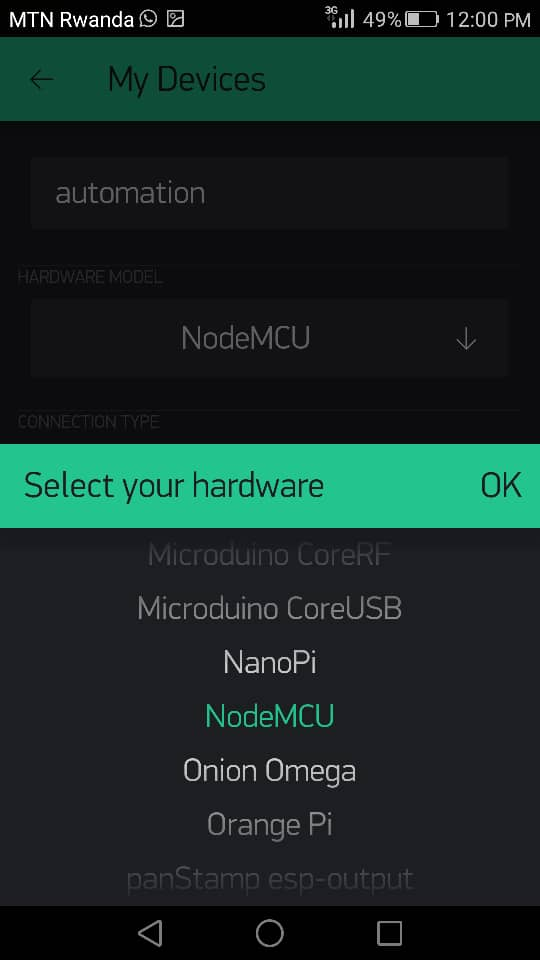 MTN Rwanda 3G 49% 12:00 PM
My Devices
automation
HARDWARE MODEL
NodeMCU
CONNECTION TYPE
Select your hardware OK
Microduino CoreRF
Microduino CoreUSB
NanoPi
NodeMCU
Onion Omega
Orange Pi
panStamp esp-output